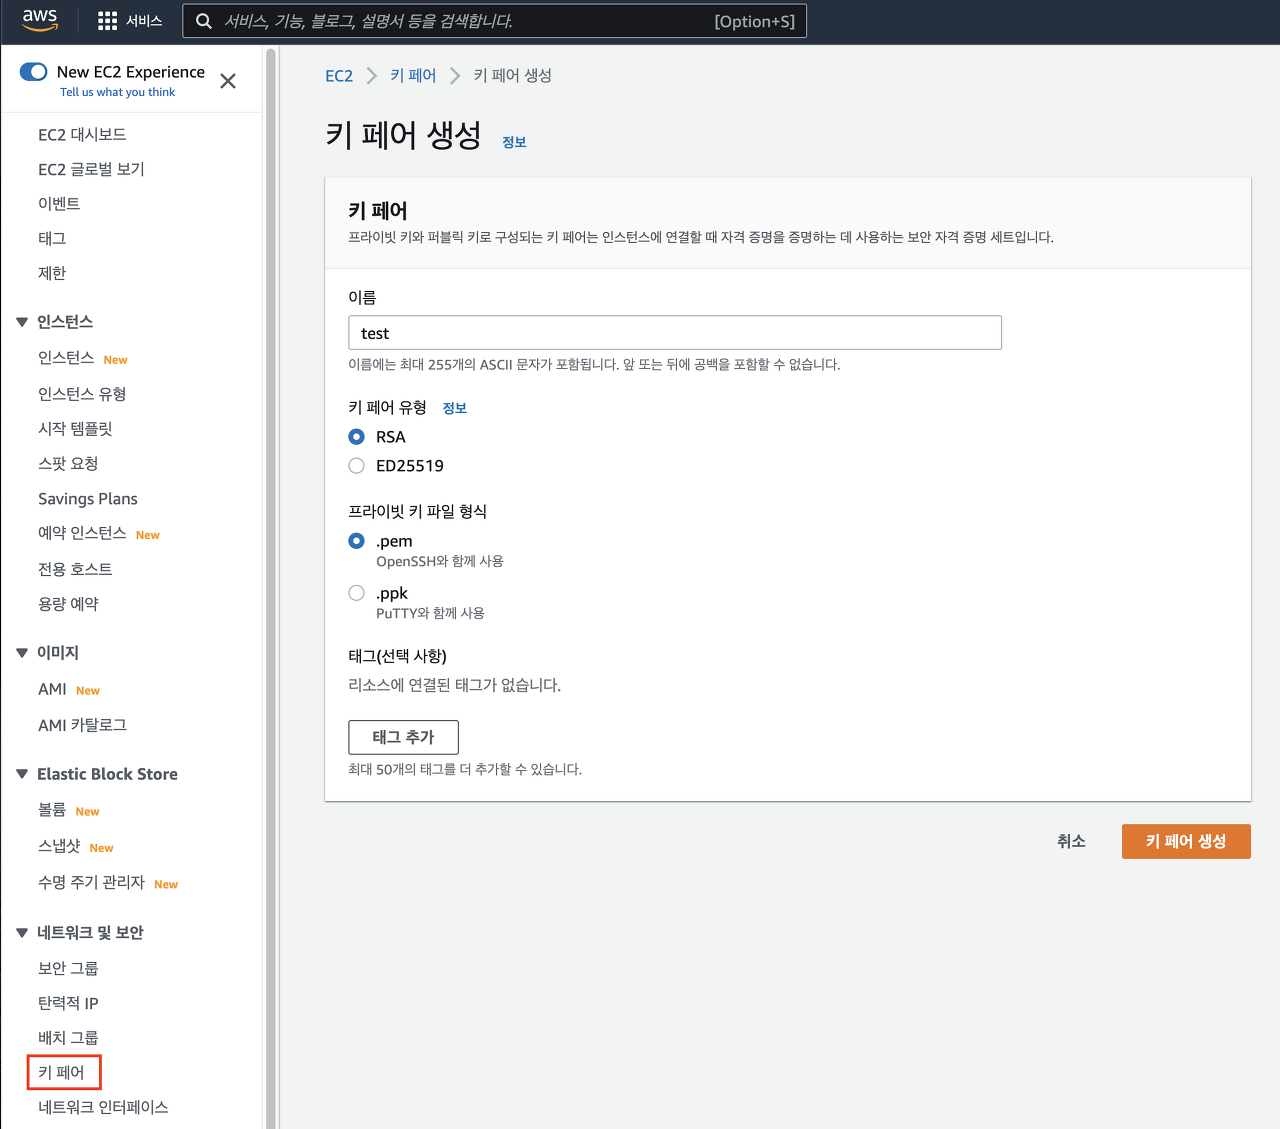 aws
서비스
서비스, 기능, 블로그, 설명서 등을 검색합니다.
[Option+S]
New EC2 Experience
Tell us what you think
EC2 대시보드
EC2 글로벌 보기
이벤트
태그
제한
인스턴스
인스턴스 New
인스턴스 유형
시작 템플릿
스팟 요청
Savings Plans
예약 인스턴스 New
전용 호스트
용량 예약
이미지
AMI New
AMI 카탈로그
Elastic Block Store
볼륨 New
스냅샷 New
수명 주기 관리자 New
네트워크 및 보안
보안 그룹
탄력적 IP
배치 그룹
키 페어
네트워크 인터페이스
EC2 > 키 페어 > 키 페어 생성
키 페어 생성 정보
키 페어
프라이빗 키와 퍼블릭 키로 구성되는 키 페어는 인스턴스에 연결할 때 자격 증명을 증명하는 데 사용하는 보안 자격 증명 세트입니다.
이름
test
이름에는 최대 255개의 ASCII 문자가 포함됩니다. 앞 또는 뒤에 공백을 포함할 수 없습니다.
키 페어 유형 정보
RSA
ED25519
프라이빗 키 파일 형식
.pem
OpenSSH와 함께 사용
.ppk
PuTTY와 함께 사용
태그(선택 사항)
리소스에 연결된 태그가 없습니다.
태그 추가
최대 50개의 태그를 더 추가할 수 있습니다.
취소
키 페어 생성